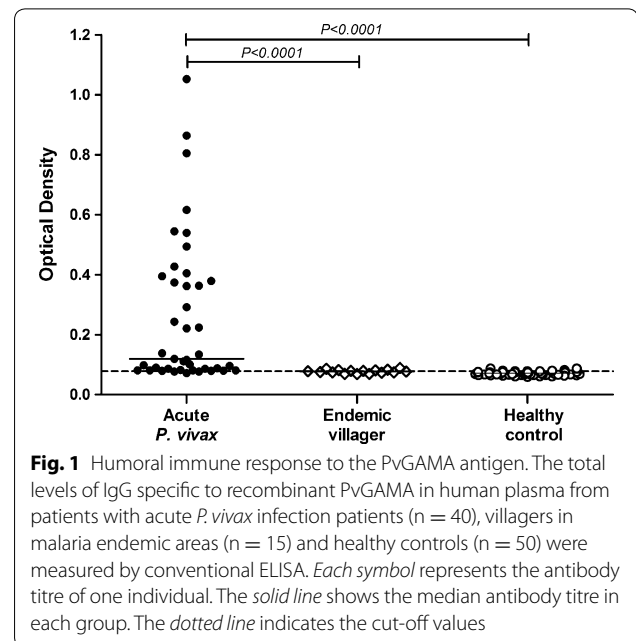 P<0.0001
P<0.0001
1.2
1.0
0.8
0.6
0.4
0.2
0.0
Optical Density
Acute
P. vivax
Endemic
villager
Healthy
control
Fig. 1 Humoral immune response to the PvGAMA antigen. The total
levels of IgG specific to recombinant PvGAMA in human plasma from
patients with acute P. vivax infection patients (n = 40), villagers in
malaria endemic areas (n = 15) and healthy controls (n = 50) were
measured by conventional ELISA. Each symbol represents the antibody
titre of one individual. The solid line shows the median antibody titre in
each group. The dotted line indicates the cut-off values